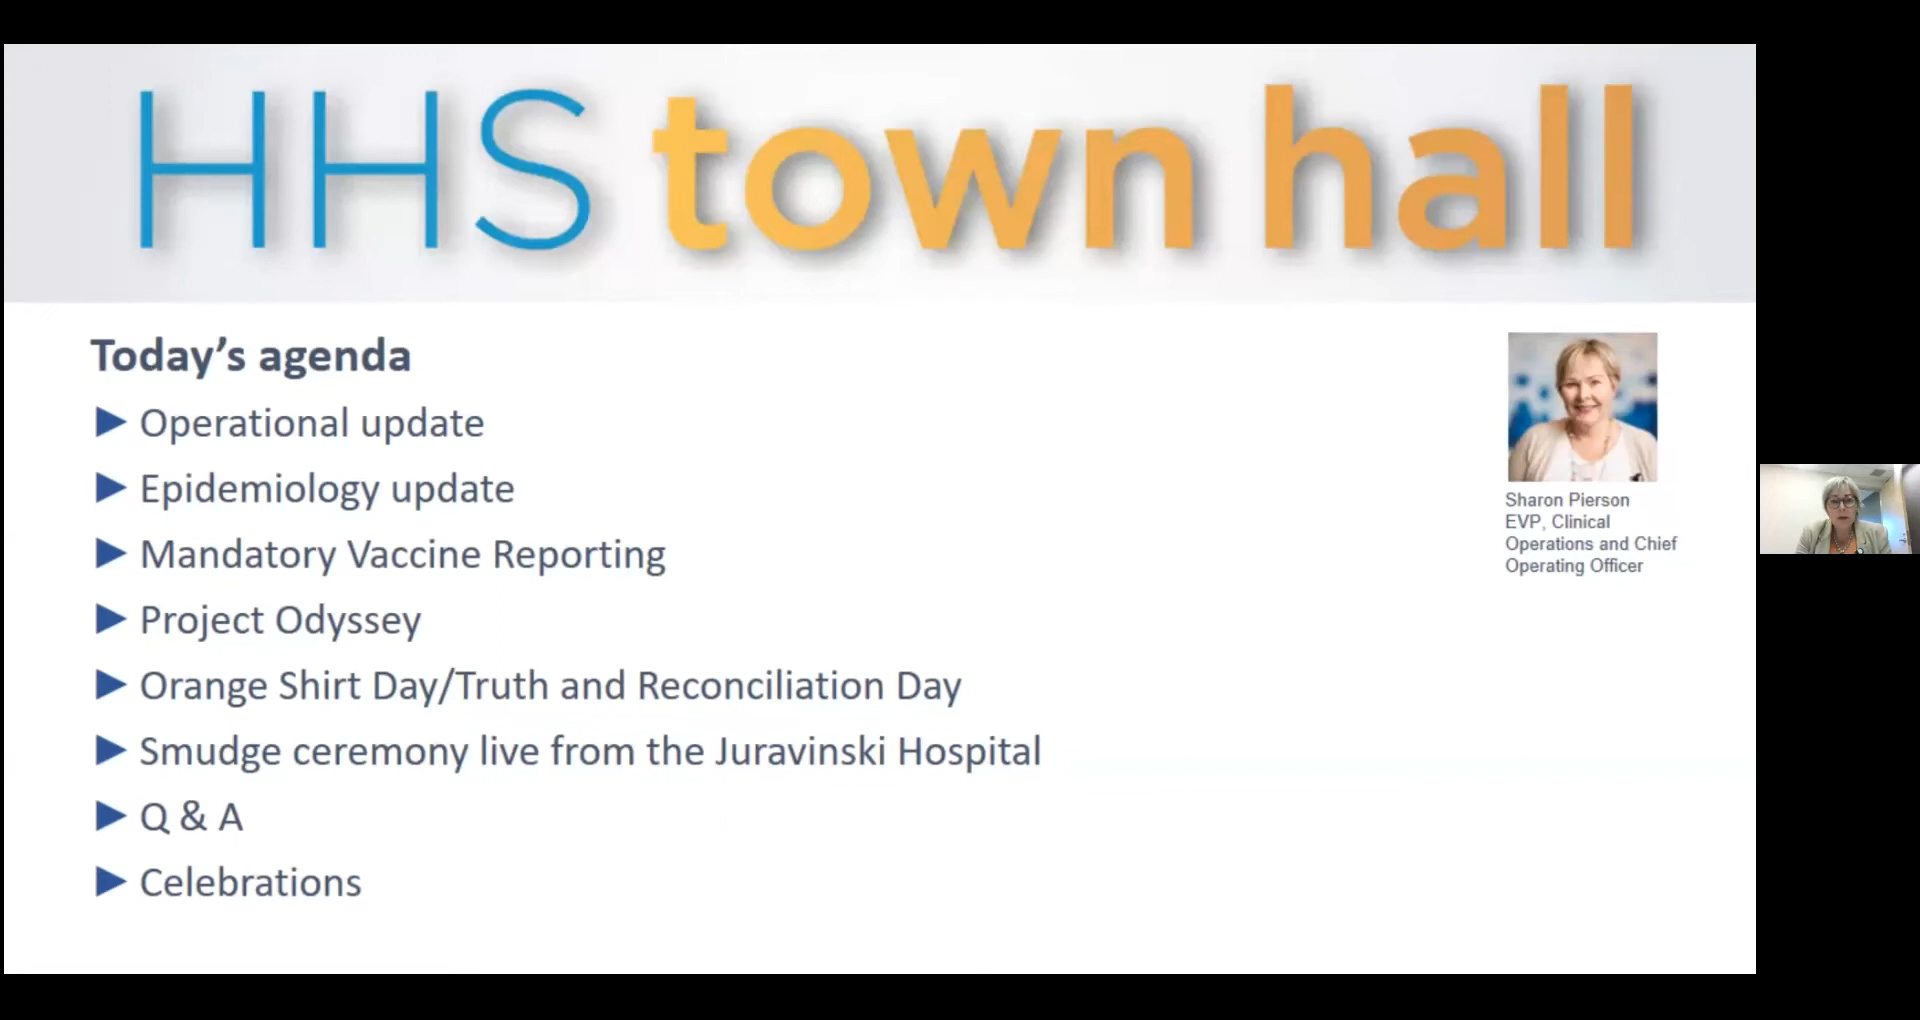 HHS town hall
Today’s agenda
Operational update
Epidemiology update
Mandatory Vaccine Reporting
Project Odyssey
Orange Shirt Day/Truth and Reconciliation Day
Smudge ceremony live from the Juravinski Hospital
Q & A
Celebrations
Sharon Pierson
EVP, Clinical
Operations and Chief
Operating Officer